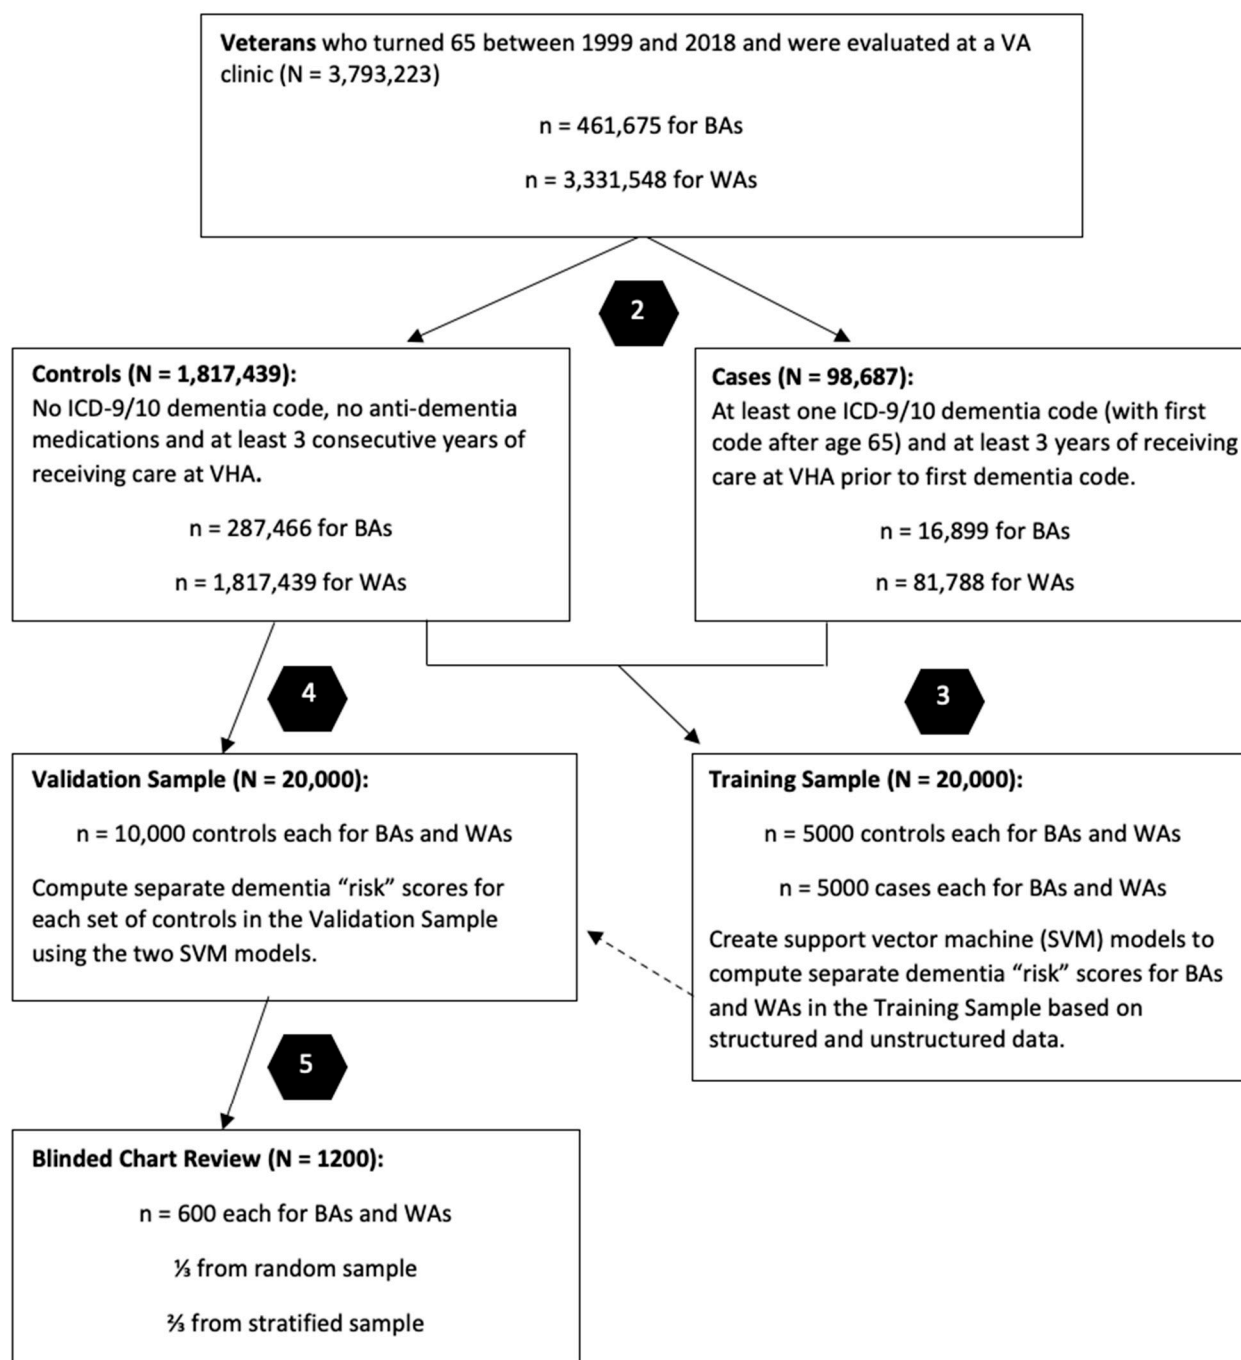 Veterans who turned 65 between 1999 and 2018 and were evaluated at a VA
clinic (N = 3,793,223)
n = 461,675 for BAs
n = 3,331,548 for WAs
2
Controls (N = 1,817,439):
No ICD-9/10 dementia code, no anti-dementia
medications and at least 3 consecutive years of
receiving care at VHA.
n = 287,466 for BAs
n = 1,817,439 for WAs
Cases (N = 98,687):
At least one ICD-9/10 dementia code (with first
code after age 65) and at least 3 years of receiving
care at VHA prior to first dementia code.
n = 16,899 for BAs
n = 81,788 for WAs
4
3
Validation Sample (N = 20,000):
n = 10,000 controls each for BAs and WAs
Compute separate dementia “risk” scores for
each set of controls in the Validation Sample
using the two SVM models.
Training Sample (N = 20,000):
n = 5000 controls each for BAs and WAs
n = 5000 cases each for BAs and WAs
Create support vector machine (SVM) models to
compute separate dementia “risk” scores for BAs
and WAs in the Training Sample based on
structured and unstructured data.
5
Blinded Chart Review (N = 1200):
n = 600 each for BAs and WAs
⅓ from random sample
⅔ from stratified sample